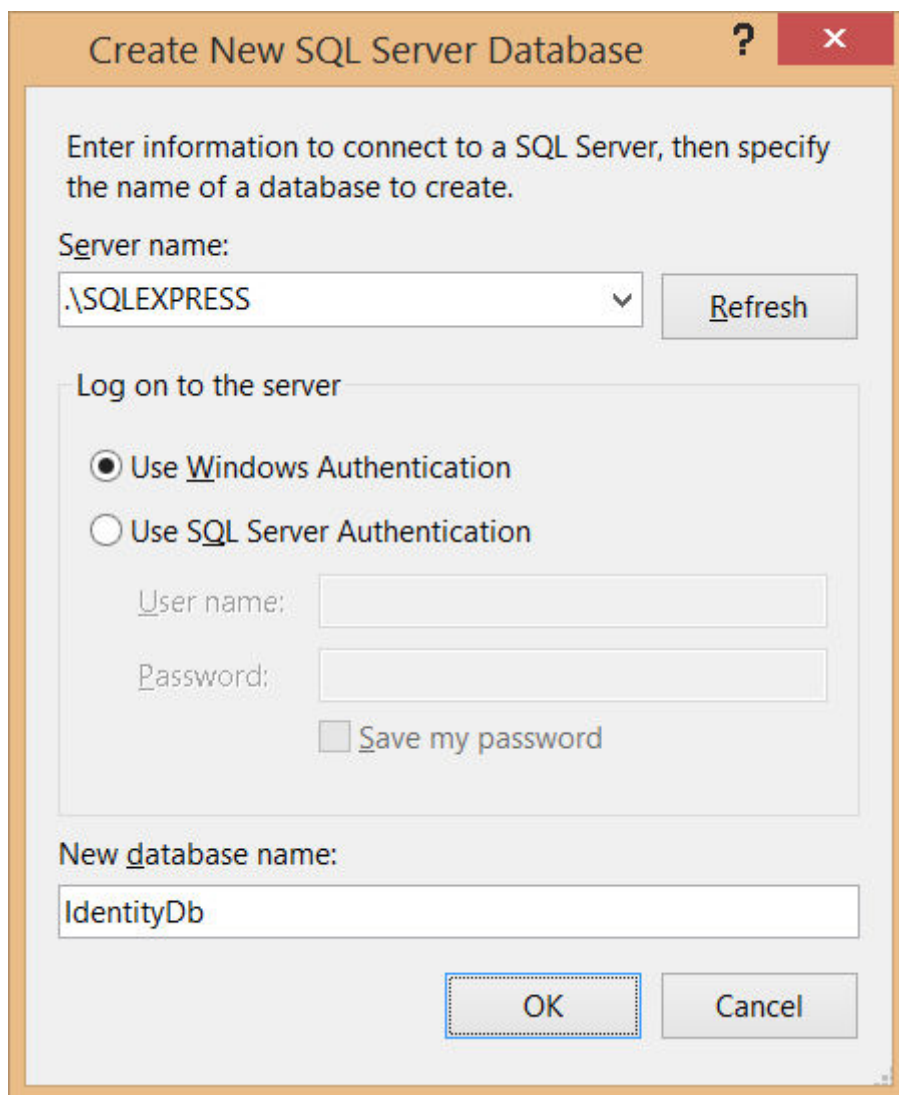 Create New SQL Server Database
?
Enter information to connect to a SQL Server, then specify
the name of a database to create.
Server name:
.\SQLEXPRESS
Refresh
Log on to the server
Use Windows Authentication
Use SQL Server Authentication
User name:
Password:
Save my password
New database name:
IdentityDb
OK Cancel